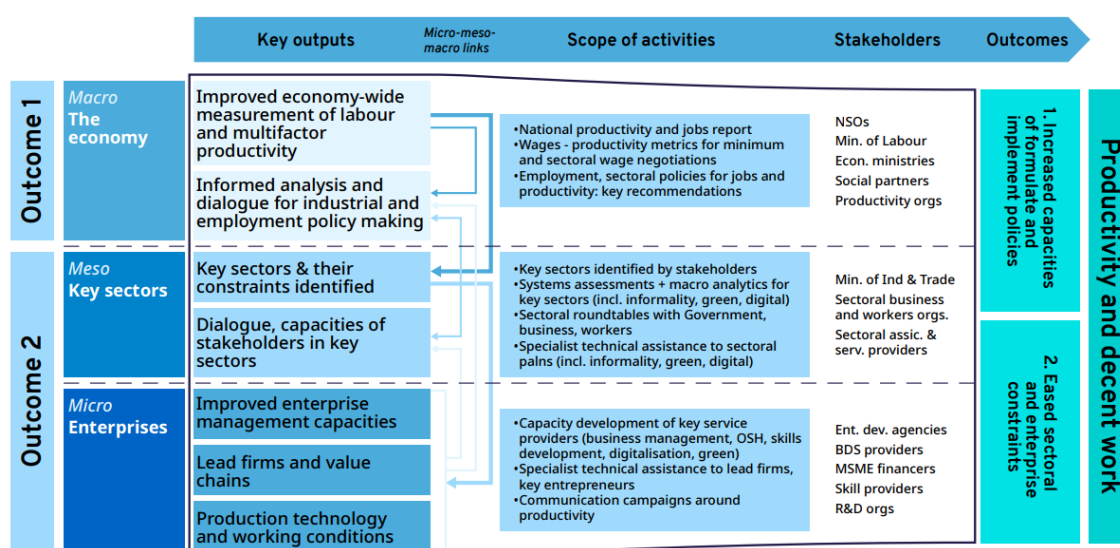 Key outputs
Micro-meso-
macro links
Scope of activities
Stakeholders
Outcomes
Outcome 1
Macro
The
economy
Improved economy-wide
measurement of labour
and multifactor
productivity
Informed analysis and
dialogue for industrial and
employment policy making
•National productivity and jobs report
•Wages - productivity metrics for minimum
and sectoral wage negotiations
•Employment, sectoral policies for jobs and
productivity: key recommendations
NSOs
Min. of Labour
Econ. ministries
Social partners
Productivity orgs
1. Increased capacities
of formulate and
implement policies
Outcome 2
Meso
Key sectors
Key sectors & their
constraints identified
Dialogue, capacities of
stakeholders in key
sectors
•Key sectors identified by stakeholders
•Systems assessments + macro analytics for
key sectors (incl. informality, green, digital)
•Sectoral roundtables with Government,
business, workers
•Specialist technical assistance to sectoral
palns (incl. informality, green, digital)
Min. of Ind & Trade
Sectoral business
and workers orgs.
Sectoral assic. &
serv. providers
Micro
Enterprises
Improved enterprise
management capacities
Lead firms and value
chains
Production technology
and working conditions
•Capacity development of key service
providers (business management, OSH, skills
development, digitalisation, green)
•Specialist technical assistance to lead firms,
key entrepreneurs
•Communication campaigns around
productivity
Ent. dev. agencies
BDS providers
MSME financers
Skill providers
R&D orgs
2. Eased sectoral
and enterprise
constraints
Productivity and decent work